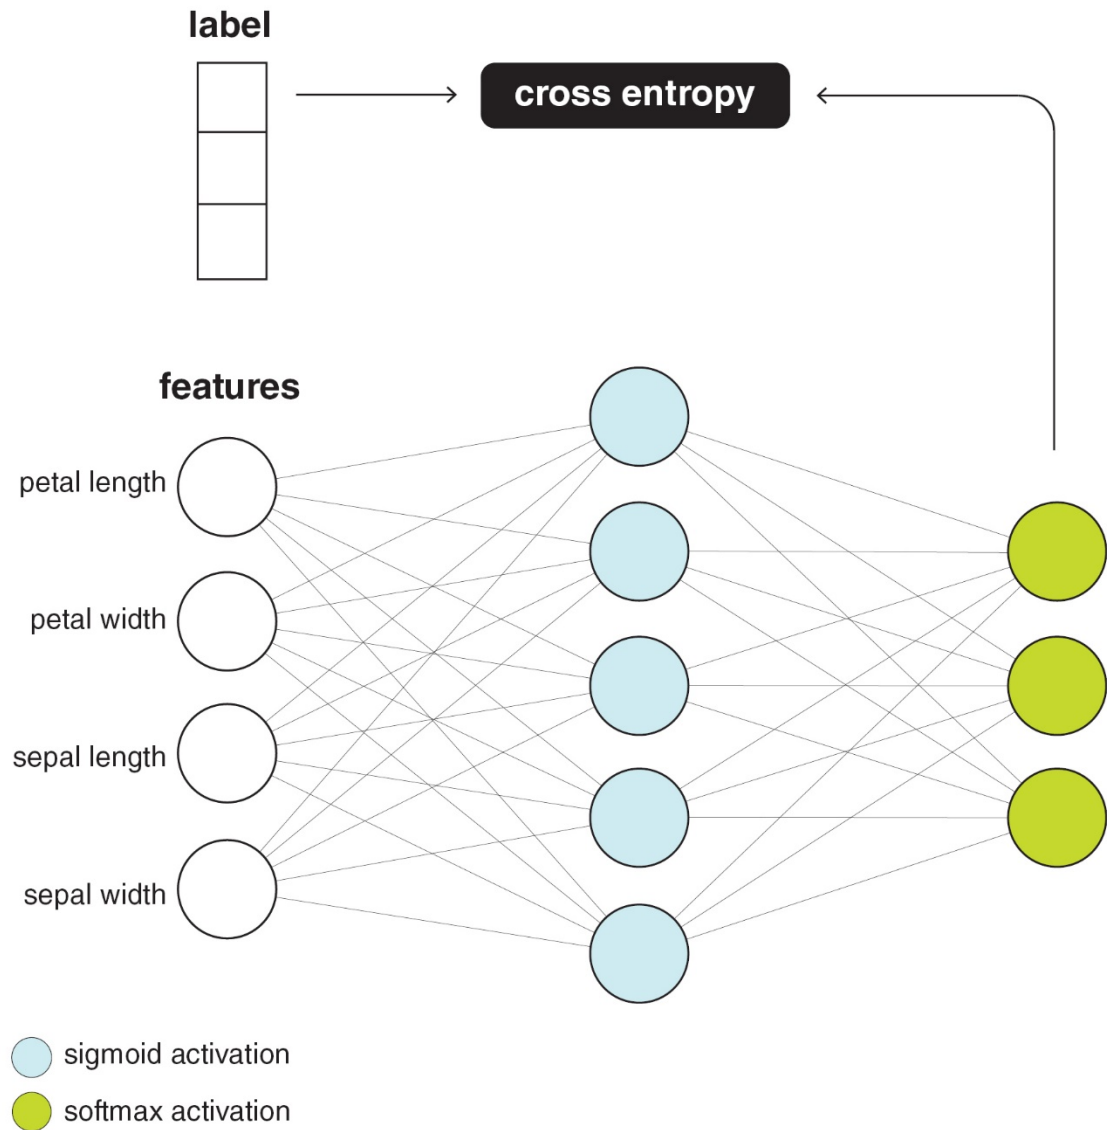 label
cross entropy
features
petal length
petal width
sepal length
sepal width
sigmoid activation
softmax activation